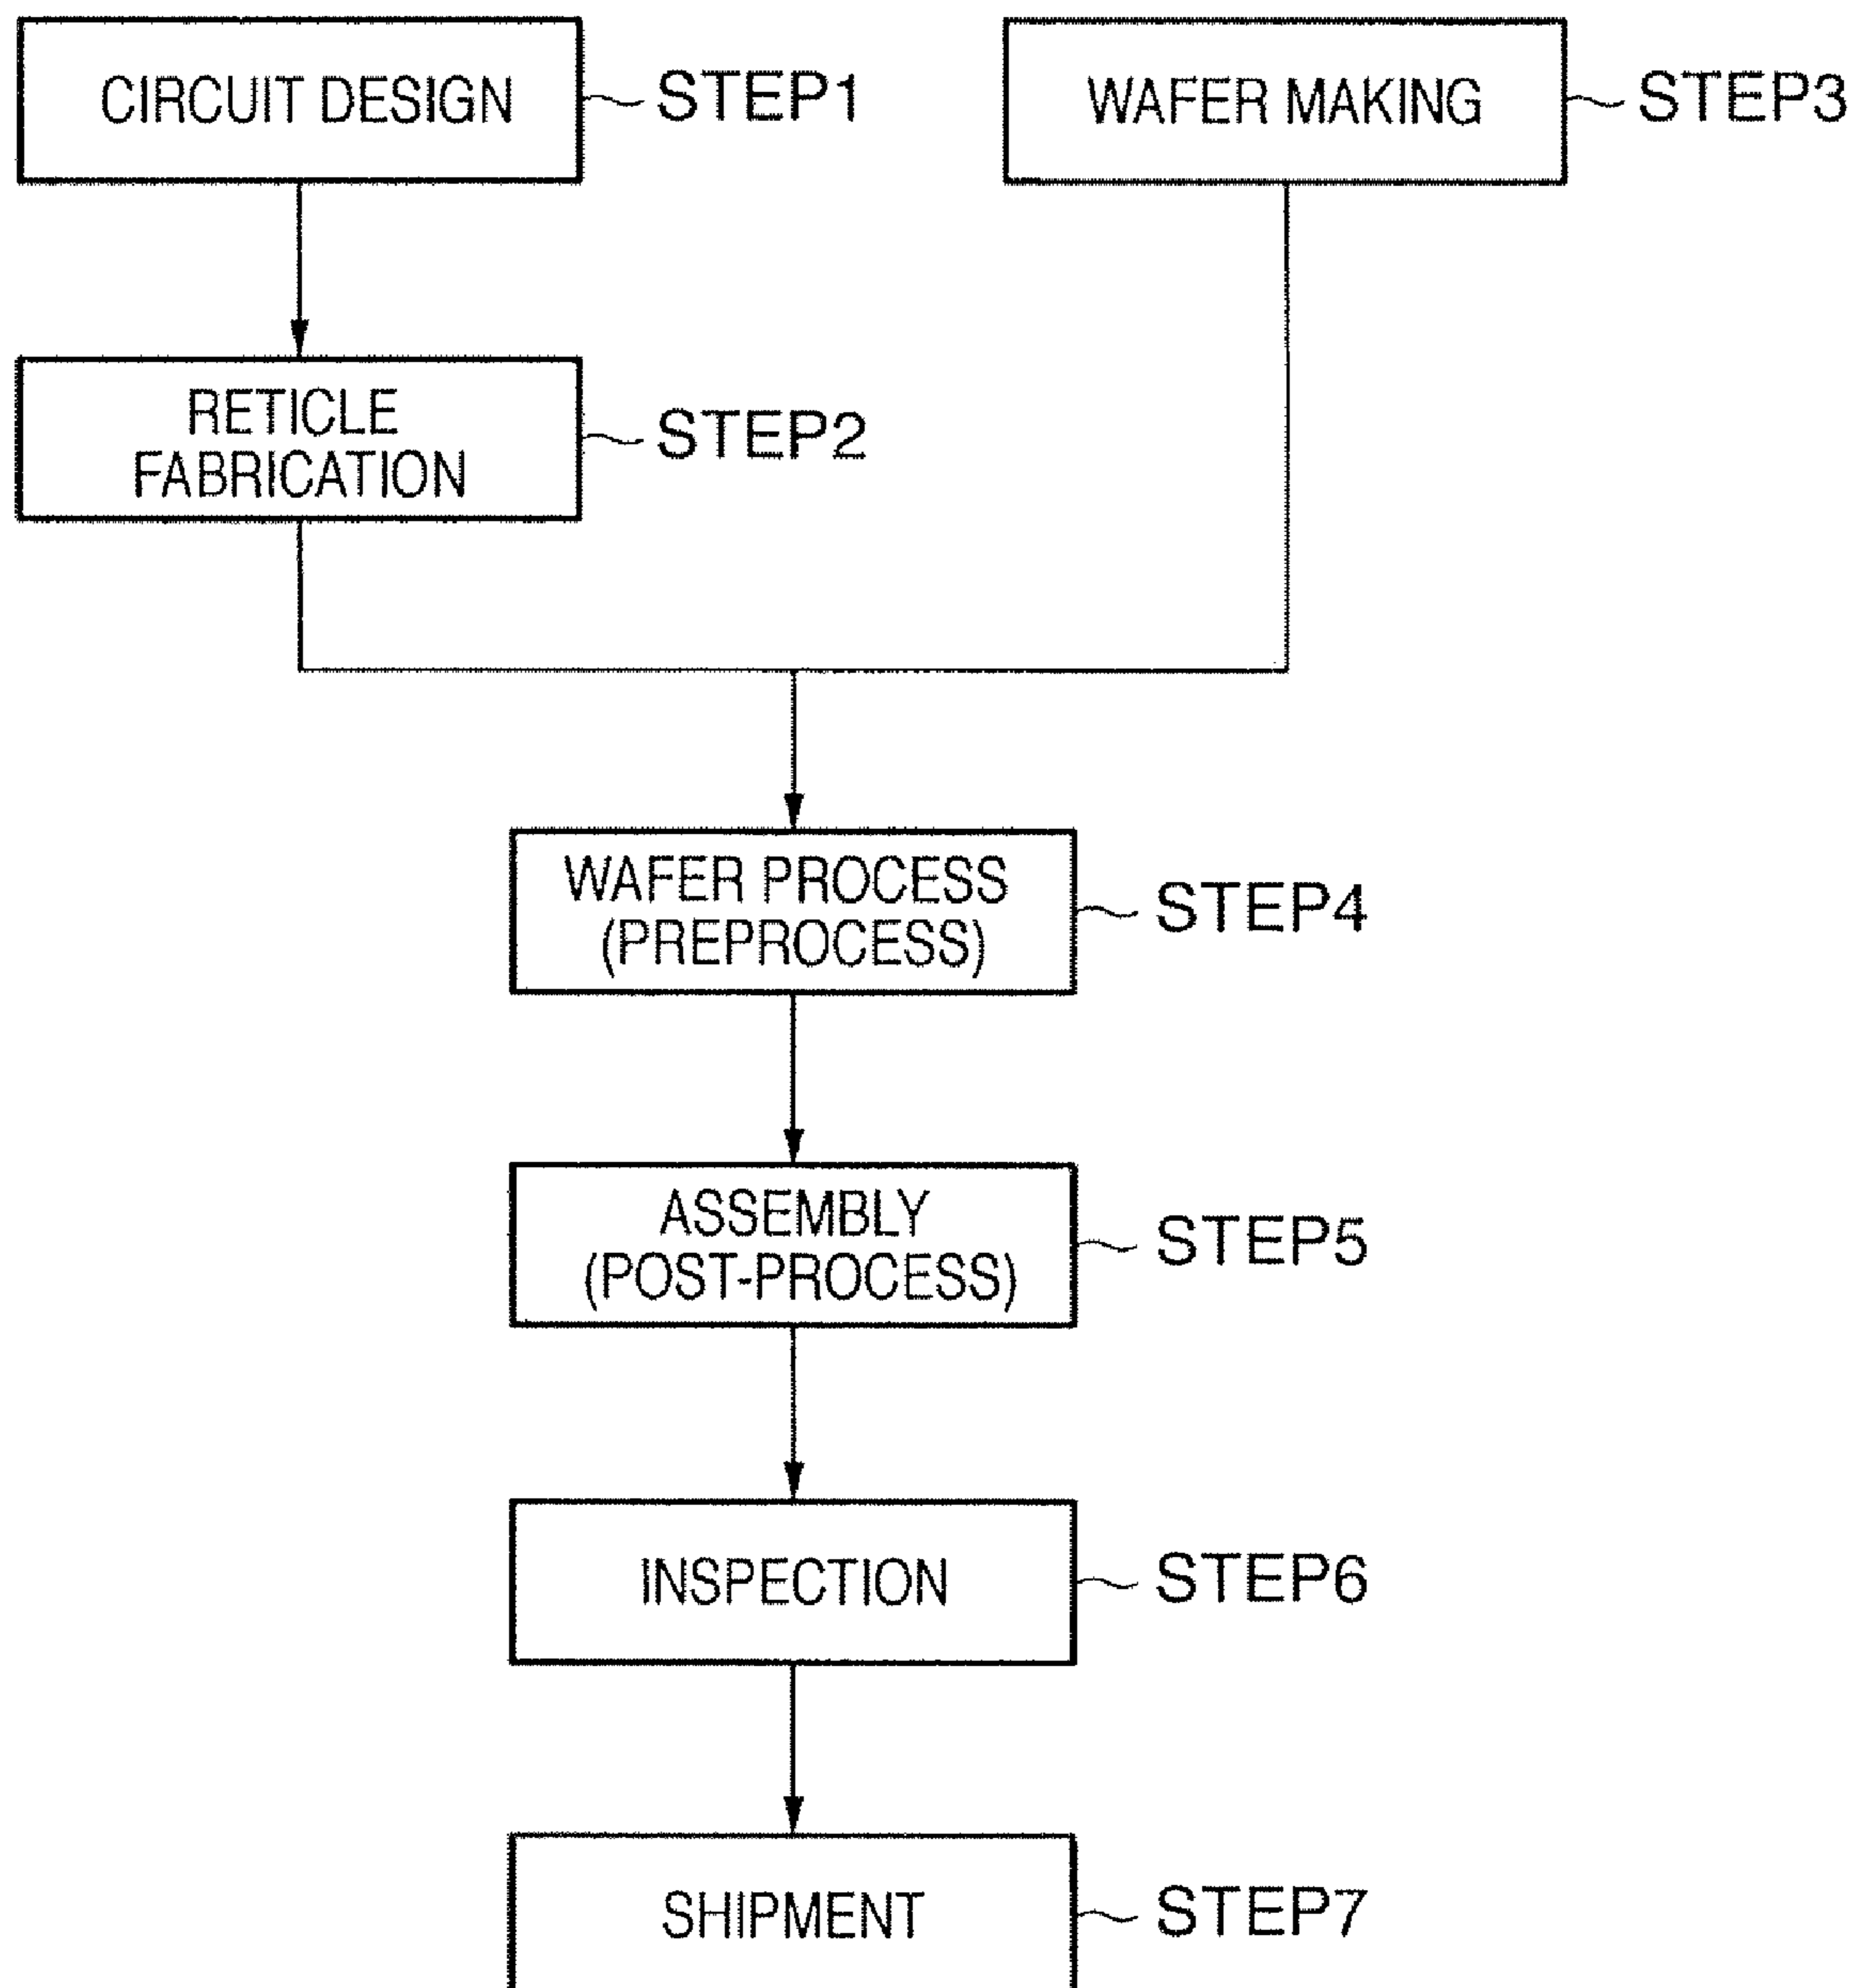 CIRCUIT DESIGN
STEP1
WAFER MAKING
STEP3
RETICLE
FABRICATION
STEP2
WAFER PROCESS
(PREPROCESS)
STEP4
ASSEMBLY
(POST-PROCESS)
STEP5
INSPECTION
STEP6
SHIPMENT
STEP7